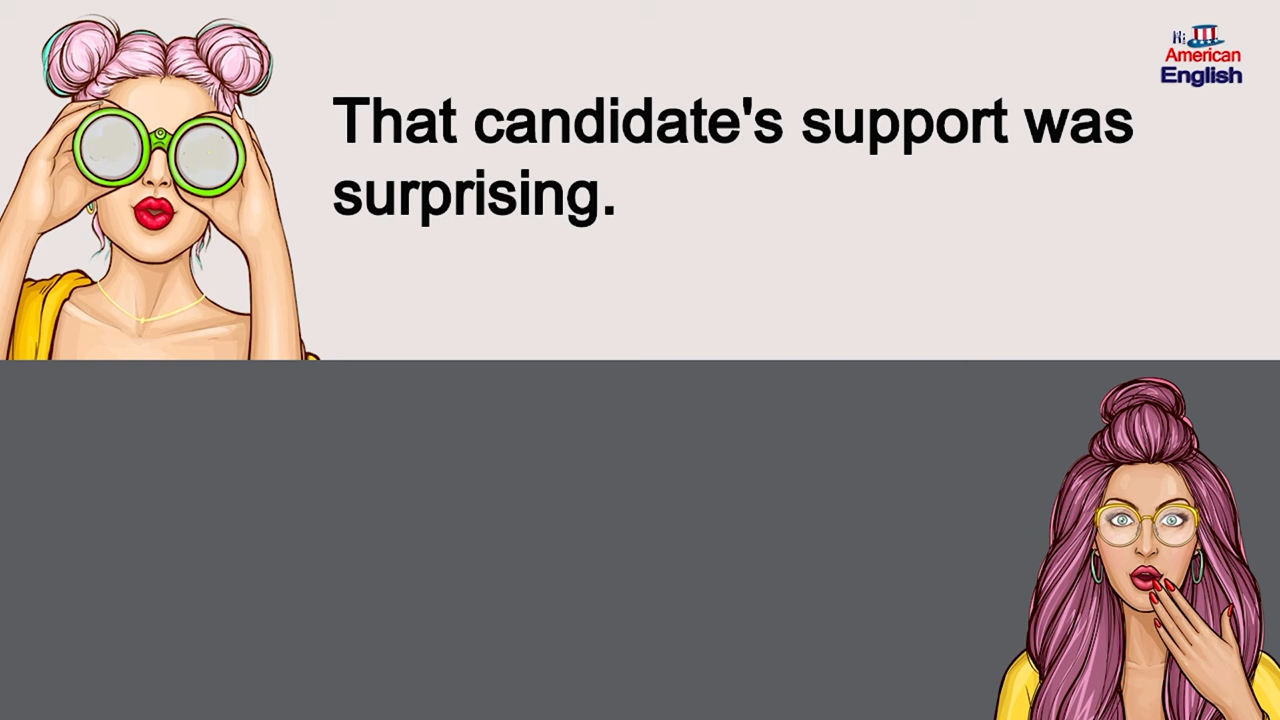 Hi
American
English
That candidate's support was
surprising.